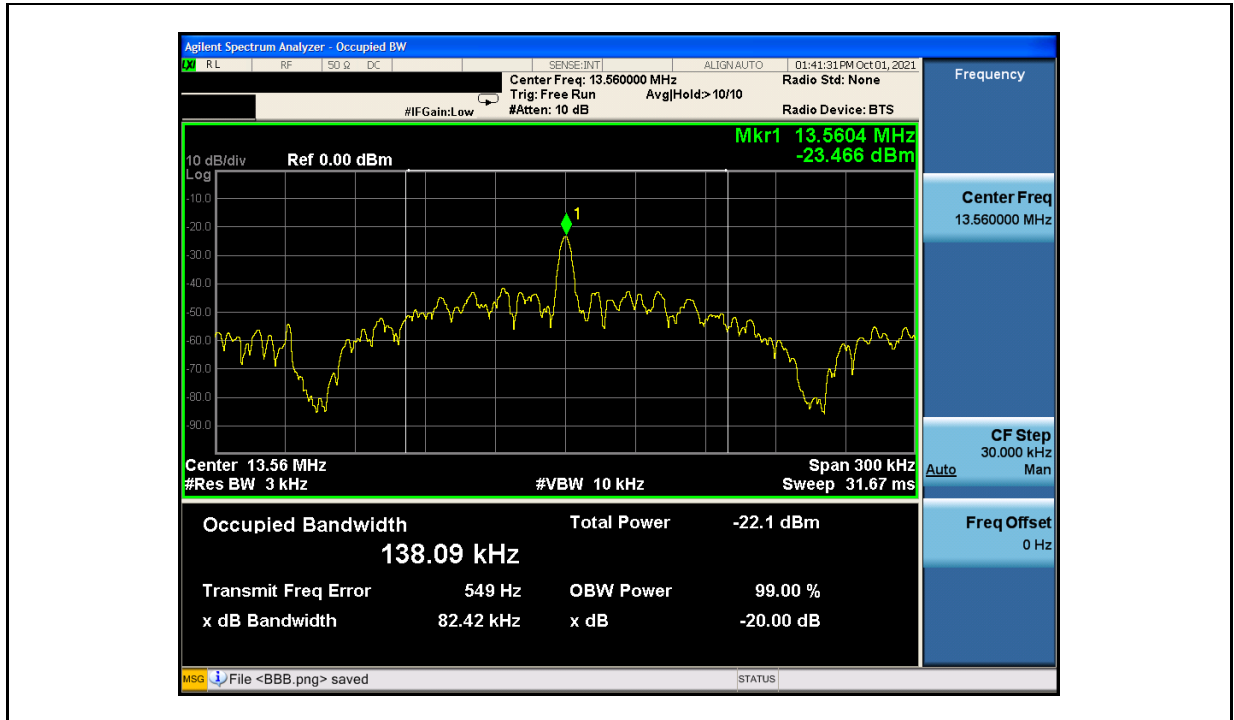 Agilent Spectrum Analyzer - Occupied BW
LXI RL RF 50 Ω DC SENSE:INT ALIGN AUTO 01:41:31 PM Oct 01, 2021
Center Freq: 13.560000 MHz Radio Std: None
Trig: Free Run Avg|Hold:> 10/10
#IFGain:Low #Atten: 10 dB Radio Device: BTS
Mkr1 13.5604 MHz
-23.466 dBm
10 dB/div Ref 0.00 dBm
Log
-10.0
1
-20.0
-30.0
-40.0
-50.0
-60.0
-70.0
-80.0
-90.0
Center 13.56 MHz Span 300 kHz
#Res BW 3 kHz #VBW 10 kHz Sweep 31.67 ms
Occupied Bandwidth Total Power -22.1 dBm
138.09 kHz
Transmit Freq Error 549 Hz OBW Power 99.00 %
x dB Bandwidth 82.42 kHz x dB -20.00 dB
Frequency
Center Freq
13.560000 MHz
CF Step
30.000 kHz
Auto Man
Freq Offset
0 Hz
MSG File <BBB.png> saved STATUS